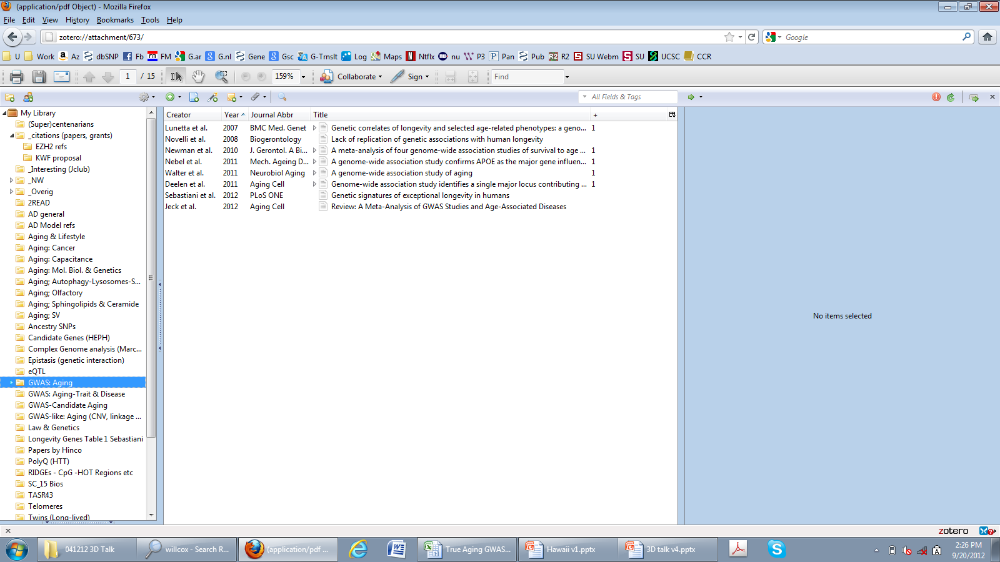 (application/pdf Object) - Mozilla Firefox
File Edit View History Bookmarks Tools Help
zotero://attachment/673/
Google
U Work Az dbSNP Fb FM G.ar G.nl Gene Gsc G-Trnslt Log Maps Ntflx nu P3 Pan Pub R2 SU Webm SU UCSC CCR
1 / 15 159% Collaborate Sign Find
All Fields & Tags
My Library
(Super)centenarians
_citations (papers, grants)
EZH2 refs
KWF proposal
_Interesting (Jclub)
_NW
_Overig
2READ
AD general
AD Model refs
Aging & Lifestyle
Aging: Cancer
Aging: Capacitance
Aging: Mol. Biol. & Genetics
Aging; Autophagy-Lysosomes-S...
Aging; Olfactory
Aging; Sphingolipids & Ceramide
Aging; SV
Ancestry SNPs
Candidate Genes (HEPH)
Complex Genome analysis (Marc...
Epistasis (genetic interaction)
eQTL
GWAS: Aging
GWAS: Aging-Trait & Disease
GWAS-Candidate Aging
GWAS-like: Aging (CNV, linkage ...
Law & Genetics
Longevity Genes Table 1 Sebastiani
Papers by Hinco
PolyQ (HTT)
RIDGEs - CpG -HOT Regions etc
SC_15 Bios
TASR43
Telomeres
Twins (Long-lived)
Creator Year Journal Abbr Title +
Lunetta et al. 2007 BMC Med. Genet Genetic correlates of longevity and selected age-related phenotypes: a geno... 1
Novelli et al. 2008 Biogerontology Lack of replication of genetic associations with human longevity
Newman et al. 2010 J. Gerontol. A Bi... A meta-analysis of four genome-wide association studies of survival to age ... 1
Nebel et al. 2011 Mech. Ageing D... A genome-wide association study confirms APOE as the major gene influen... 1
Walter et al. 2011 Neurobiol Aging A genome-wide association study of aging 1
Deelen et al. 2011 Aging Cell Genome-wide association study identifies a single major locus contributing ... 1
Sebastiani et al. 2012 PLoS ONE Genetic signatures of exceptional longevity in humans
Jeck et al. 2012 Aging Cell Review: A Meta-Analysis of GWAS Studies and Age-Associated Diseases
No items selected
zotero
041212 3D Talk
willcox - Search R...
(application/pdf ...
True Aging GWAS...
Hawaii v1.pptx
3D talk v4.pptx
2:26 PM
9/20/2012